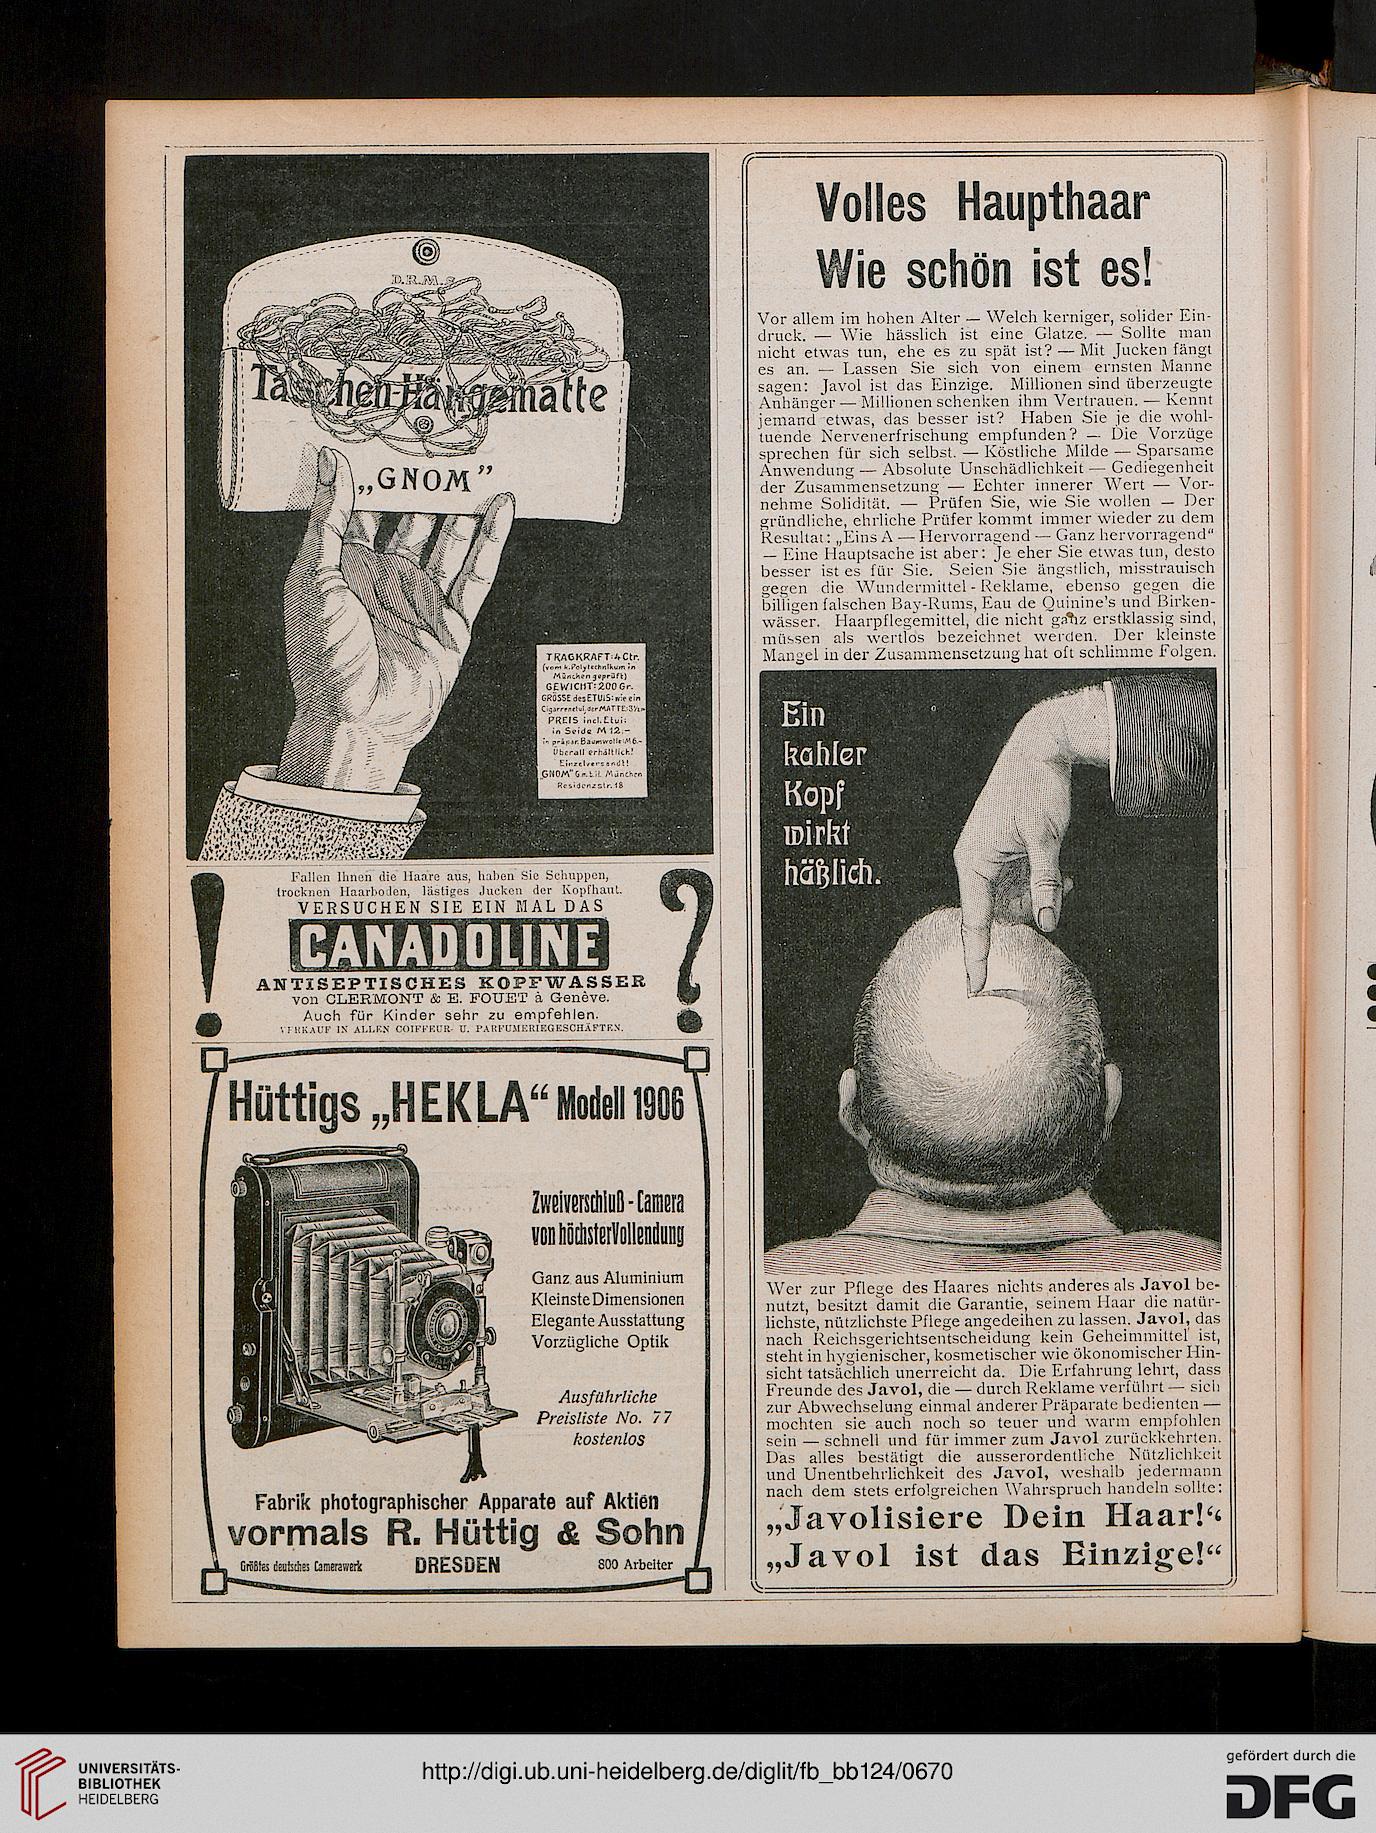 D.R.M.S.
Taschen-Hängematte
„GNOM”
TRAGKRAFT: 4 Ctr.
(vom k. Polytechnikum in
München geprüft)
GEWICHT: 200 Gr.
GRÖSSE des ETUIS: wie ein
Cigarrenetui, der MATTE: 3½ m
PREIS incl. Etui:
in Seide M 12.–
in präpar. Baumwolle M 6.–
Überall erhältlich!
Einzelversandt!
„GNOM” G.m.b.H. München
Residenzstr. 18
Fallen Ihnen die Haare aus, haben Sie Schuppen,
trocknen Haarboden, lästiges Jucken der Kopfhaut.
VERSUCHEN SIE EIN MAL DAS
! CANADOLINE ?
ANTISEPTISCHES KOPFWASSER
von CLERMONT & E. FOUET à Genève.
Auch für Kinder sehr zu empfehlen.
VERKAUF IN ALLEN COIFFEUR- U. PARFUMERIEGESCHÄFTEN.
Hüttigs „HEKLA“ Modell 1906
Zweiverschluß-Camera
von höchster Vollendung
Ganz aus Aluminium
Kleinste Dimensionen
Elegante Ausstattung
Vorzügliche Optik
Ausführliche
Preisliste No. 77
kostenlos
Fabrik photographischer Apparate auf Aktien
vormals R. Hüttig & Sohn
Größtes deutsches Camerawerk DRESDEN 800 Arbeiter
Volles Haupthaar
Wie schön ist es!
Vor allem im hohen Alter — Welch kerniger, solider Ein-
druck. — Wie hässlich ist eine Glatze. — Sollte man
nicht etwas tun, ehe es zu spät ist? — Mit Jucken fängt
es an. — Lassen Sie sich von einem ernsten Manne
sagen: Javol ist das Einzige. Millionen sind überzeugte
Anhänger — Millionen schenken ihm Vertrauen. — Kennt
jemand etwas, das besser ist? Haben Sie je die wohl-
tuende Nervenerfrischung empfunden? — Die Vorzüge
sprechen für sich selbst. — Köstliche Milde — Sparsame
Anwendung — Absolute Unschädlichkeit — Gediegenheit
der Zusammensetzung — Echter innerer Wert — Vor-
nehme Solidität. — Prüfen Sie, wie Sie wollen — Der
gründliche, ehrliche Prüfer kommt immer wieder zu dem
Resultat: „Eins A — Hervorragend — Ganz hervorragend“
— Eine Hauptsache ist aber: Je eher Sie etwas tun, desto
besser ist es für Sie. Seien Sie ängstlich, misstrauisch
gegen die Wundermittel-Reklame, ebenso gegen die
billigen falschen Bay-Rums, Eau de Quinine's und Birken-
wässer. Haarpflegemittel, die nicht ganz erstklassig sind,
müssen als wertlos bezeichnet werden. Der kleinste
Mangel in der Zusammensetzung hat oft schlimme Folgen.
Ein
kahler
Kopf
wirkt
häßlich.
Wer zur Pflege des Haares nichts anderes als Javol be-
nutzt, besitzt damit die Garantie, seinem Haar die natür-
lichste, nützlichste Pflege angedeihen zu lassen. Javol, das
nach Reichsgerichtsentscheidung kein Geheimmittel ist,
steht in hygienischer, kosmetischer wie ökonomischer Hin-
sicht tatsächlich unerreicht da. Die Erfahrung lehrt, dass
Freunde des Javol, die — durch Reklame verführt — sich
zur Abwechselung einmal anderer Präparate bedienten —
mochten sie auch noch so teuer und warm empfohlen
sein — schnell und für immer zum Javol zurückkehrten.
Das alles bestätigt die ausserordentliche Nützlichkeit
und Unentbehrlichkeit des Javol, weshalb jedermann
nach dem stets erfolgreichen Wahrspruch handeln sollte:
„Javolisiere Dein Haar!“
„Javol ist das Einzige!“
UNIVERSITÄTS-
BIBLIOTHEK
HEIDELBERG
http://digi.ub.uni-heidelberg.de/diglit/fb_bb124/0670
gefördert durch die
DFG